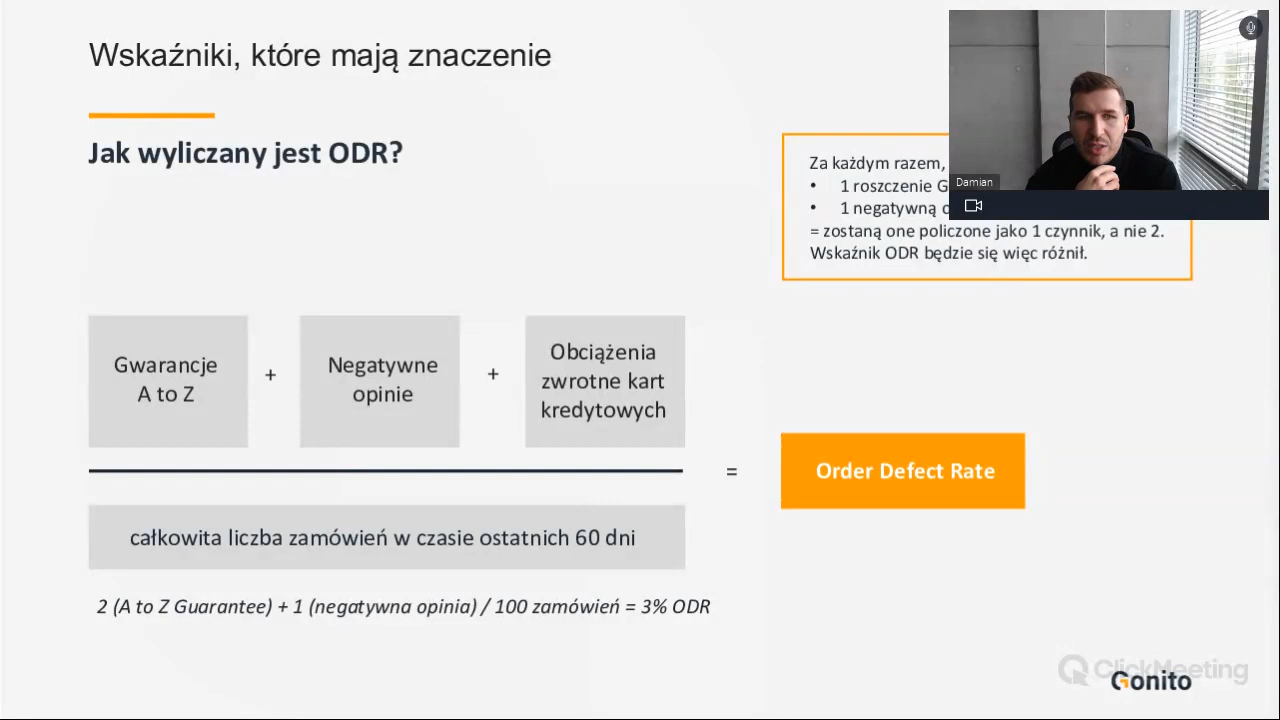 Wskaźniki, które mają znaczenie
Jak wyliczany jest ODR?
Za każdym razem,
• 1 roszczenie G
• 1 negatywną
= zostaną one policzone jako 1 czynnik, a nie 2.
Wskaźnik ODR będzie się więc różnił.
Damian
Gwarancje
A to Z
+
Negatywne
opinie
+
Obciążenia
zwrotne kart
kredytowych
=
Order Defect Rate
całkowita liczba zamówień w czasie ostatnich 60 dni
2 (A to Z Guarantee) + 1 (negatywna opinia) / 100 zamówień = 3% ODR
ClickMeeting
Gonito